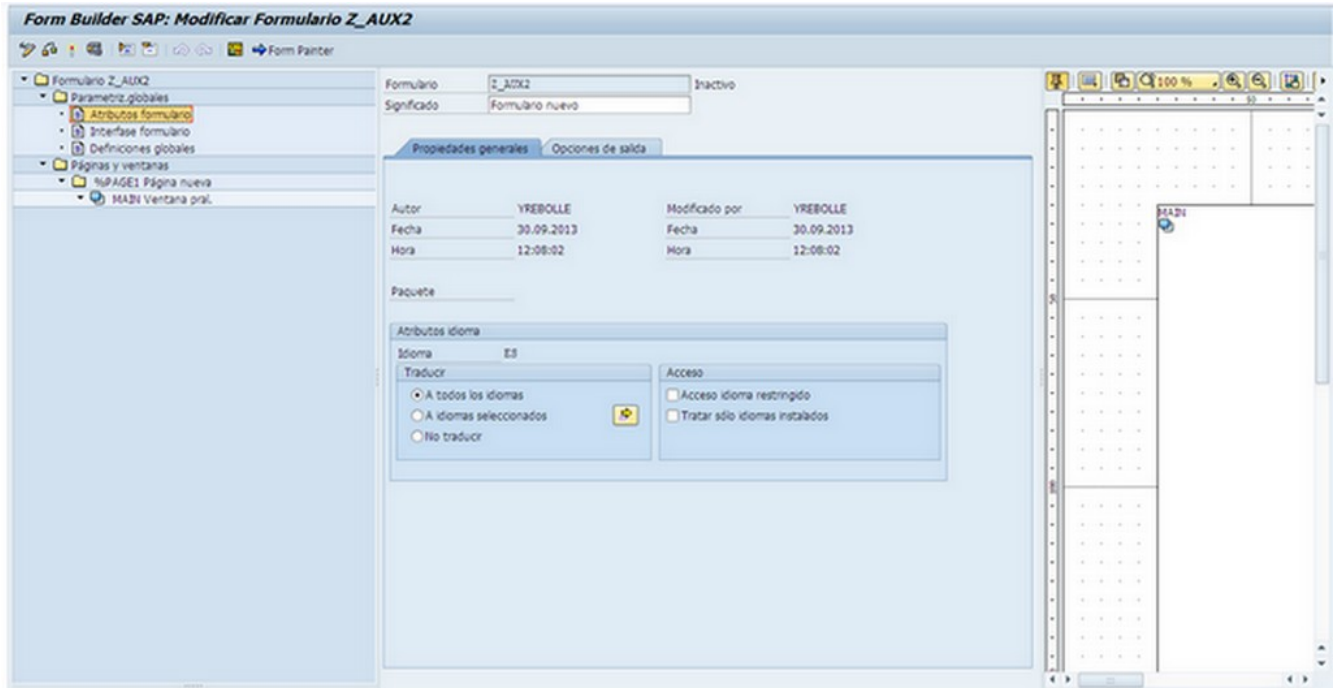 Form Builder SAP: Modificar Formulario Z_AUX2
Form Painter
Formulario Z_AUX2
Parametriz.globales
Atributos formulario
Interfase formulario
Definiciones globales
Páginas y ventanas
%PAGE1 Página nueva
MAIN Ventana pral.
Formulario Z_AUX2 Inactivo
Significado Formulario nuevo
Propiedades generales Opciones de salida
Autor YREBOLLE Modificado por YREBOLLE
Fecha 30.09.2013 Fecha 30.09.2013
Hora 12:08:02 Hora 12:08:02
Paquete
Atributos idioma
Idioma ES
Traducir Acceso
A todos los idiomas Acceso idioma restringido
A idiomas seleccionados Tratar sólo idiomas instalados
No traducir
100 %
50
MAIN
50
100